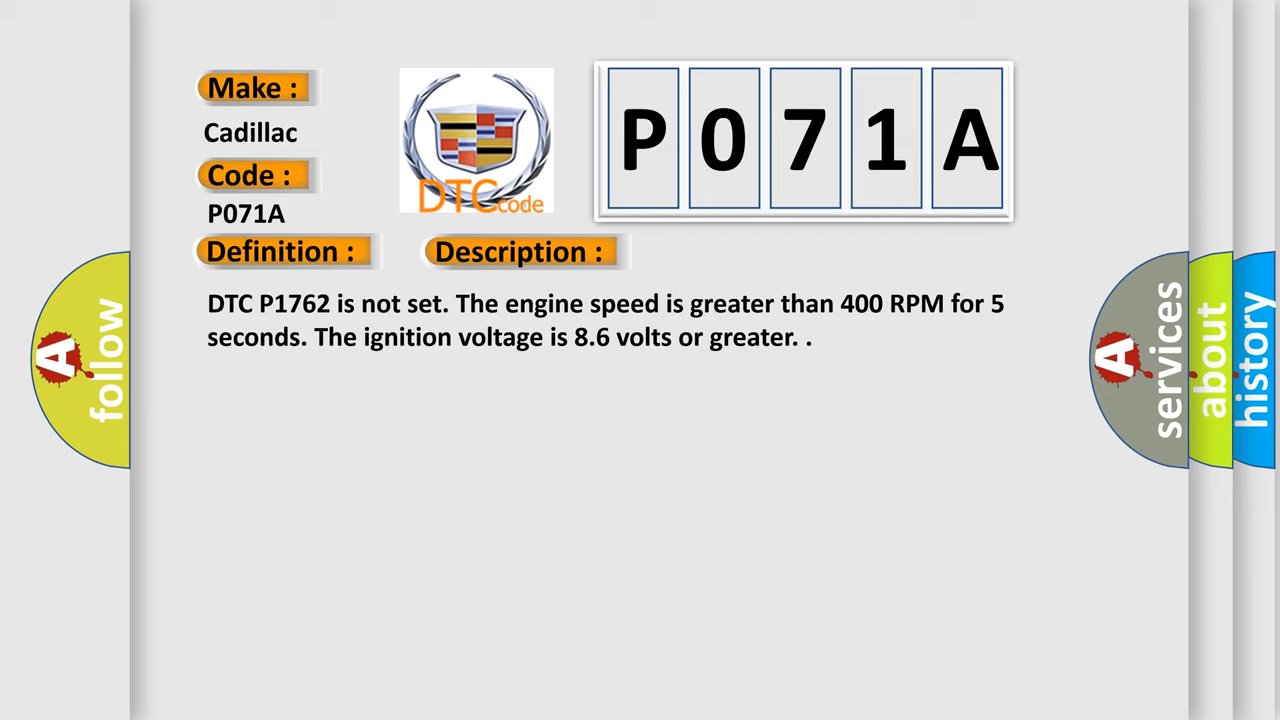 Make :
Cadillac
Code :
P071A
Definition :
Description :
DTC P1762 is not set. The engine speed is greater than 400 RPM for 5
seconds. The ignition voltage is 8.6 volts or greater. .
DTC code
P 0 7 1 A
A follow
A services
about
history